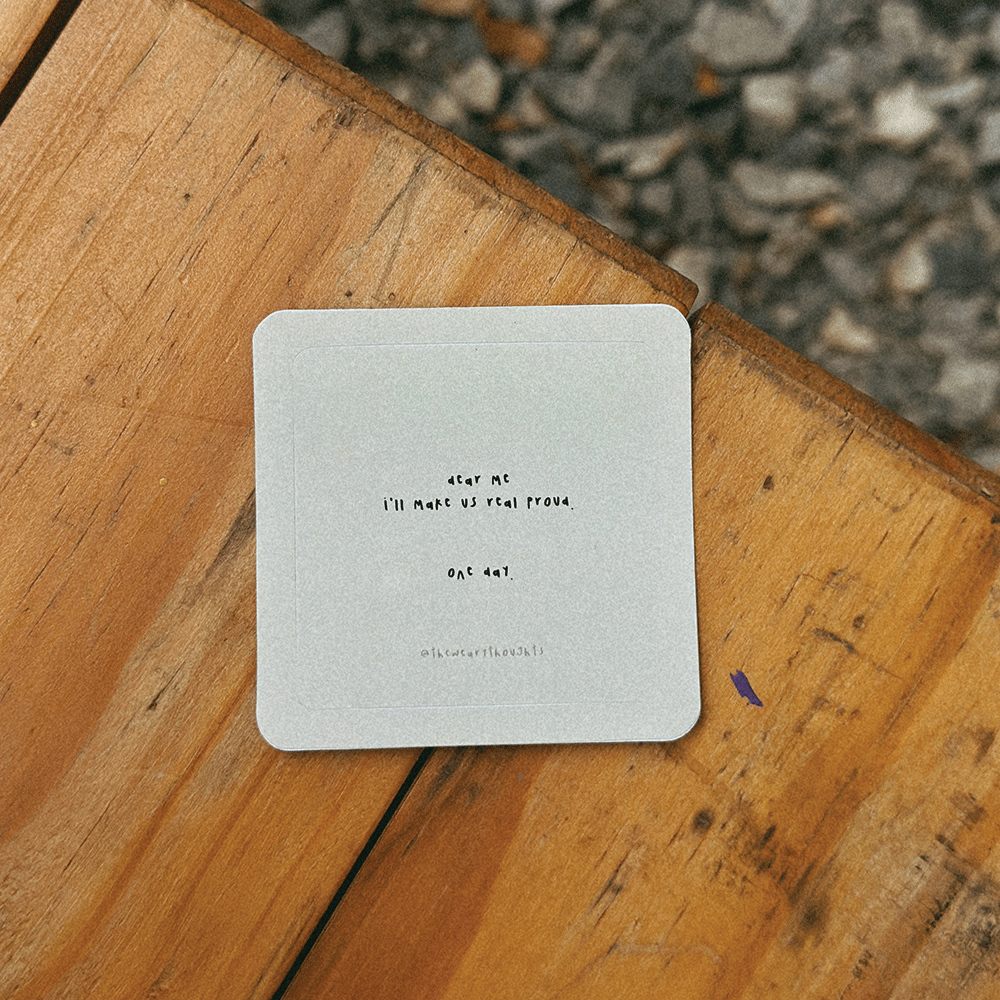 dear me
i'll make us real proud.
one day.
@thewearythoughts